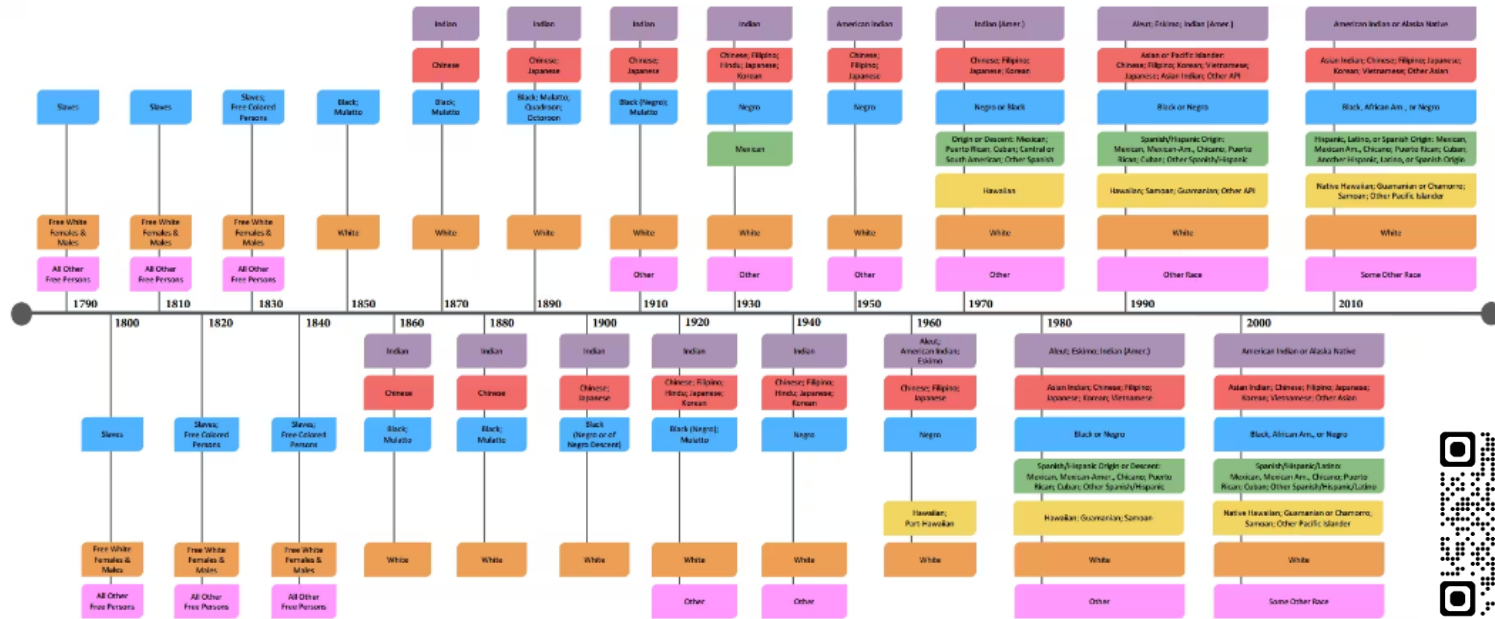 Indian
Indian
Indian
Indian
American Indian
Indian (Amer.)
Aleut; Eskimo; Indian (Amer.)
American Indian or Alaska Native
Chinese
Chinese;
Japanese
Chinese;
Japanese
Chinese; Filipino;
Hindu; Japanese;
Korean
Chinese;
Filipino;
Japanese
Chinese; Filipino;
Japanese; Korean
Asian or Pacific Islander:
Chinese; Filipino; Korean; Vietnamese;
Japanese; Asian Indian; Other API
Asian Indian; Chinese; Filipino; Japanese;
Korean; Vietnamese; Other Asian
Slaves
Slaves
Slaves;
Free Colored
Persons
Black;
Mulatto
Black;
Mulatto
Black; Mulatto;
Quadroon;
Octoroon
Black (Negro);
Mulatto
Negro
Negro
Negro or Black
Black or Negro
Black, African Am., or Negro
Mexican
Origin or Descent: Mexican;
Puerto Rican; Cuban; Central or
South American; Other Spanish
Spanish/Hispanic Origin:
Mexican, Mexican-Am., Chicano; Puerto
Rican; Cuban; Other Spanish/Hispanic
Hispanic, Latino, or Spanish Origin: Mexican,
Mexican Am., Chicano; Puerto Rican; Cuban;
Another Hispanic, Latino, or Spanish Origin
Hawaiian
Hawaiian; Samoan; Guamanian; Other API
Native Hawaiian; Guamanian or Chamorro;
Samoan; Other Pacific Islander
Free White
Females &
Males
Free White
Females &
Males
Free White
Females &
Males
White
White
White
White
White
White
White
White
White
All Other
Free Persons
All Other
Free Persons
All Other
Free Persons
Other
Other
Other
Other
Other Race
Some Other Race
1790
1810
1830
1850
1870
1890
1910
1930
1950
1970
1990
2010
1800
1820
1840
1860
1880
1900
1920
1940
1960
1980
2000
Indian
Indian
Indian
Indian
Indian
Aleut;
American Indian;
Eskimo
Aleut; Eskimo; Indian (Amer.)
American Indian or Alaska Native
Chinese
Chinese
Chinese;
Japanese
Chinese; Filipino;
Hindu; Japanese;
Korean
Chinese; Filipino;
Hindu; Japanese;
Korean
Chinese; Filipino;
Japanese
Asian Indian; Chinese; Filipino;
Japanese; Korean; Vietnamese
Asian Indian; Chinese; Filipino; Japanese;
Korean; Vietnamese; Other Asian
Slaves
Slaves;
Free Colored
Persons
Slaves;
Free Colored
Persons
Black;
Mulatto
Black;
Mulatto
Black
(Negro or of
Negro Descent)
Black (Negro);
Mulatto
Negro
Negro
Black or Negro
Black, African Am., or Negro
Spanish/Hispanic Origin or Descent:
Mexican, Mexican-Amer., Chicano; Puerto
Rican; Cuban; Other Spanish/Hispanic
Spanish/Hispanic/Latino:
Mexican, Mexican Am., Chicano; Puerto
Rican; Cuban; Other Spanish/Hispanic/Latino
Hawaiian;
Part-Hawaiian
Hawaiian; Guamanian; Samoan
Native Hawaiian; Guamanian or Chamorro;
Samoan; Other Pacific Islander
Free White
Females &
Males
Free White
Females &
Males
Free White
Females &
Males
White
White
White
White
White
White
White
White
All Other
Free Persons
All Other
Free Persons
All Other
Free Persons
Other
Other
Other
Some Other Race